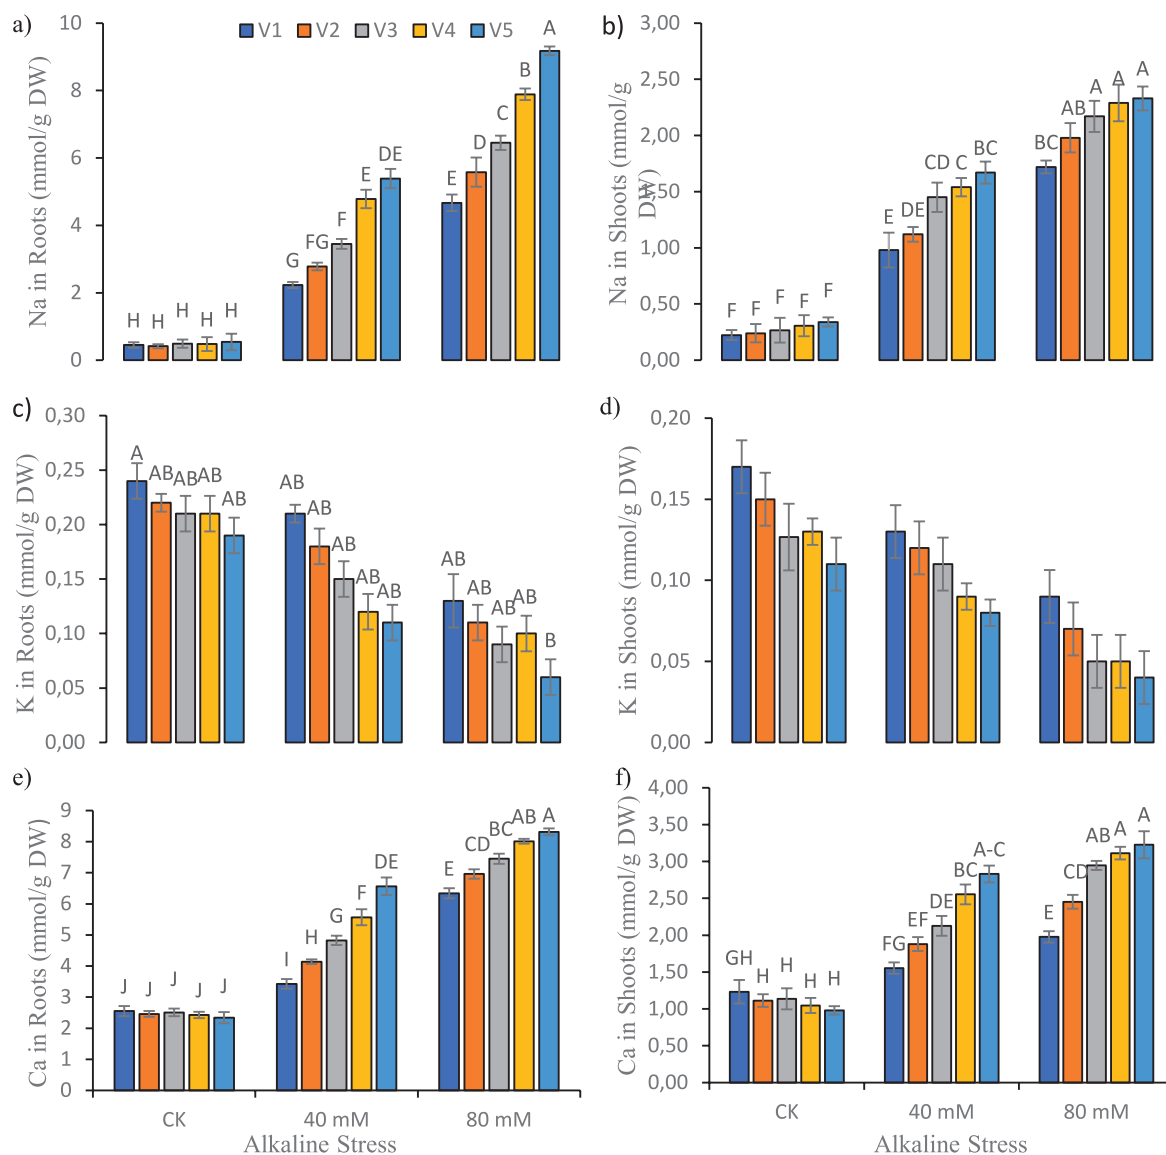 a)
V1 V2 V3 V4 V5
Na in Roots (mmol/g DW)
10
8
6
4
2
0
H H H H H
G FG F E DE
E D C B A
b)
Na in Shoots (mmol/g
DW)
3,00
2,50
2,00
1,50
1,00
0,50
0,00
F F F F F
E DE CD C BC
BC AB A A A
c)
K in Roots (mmol/g DW)
0,30
0,25
0,20
0,15
0,10
0,05
0,00
A AB AB AB AB
AB AB AB AB AB
AB AB AB AB B
d)
K in Shoots (mmol/g DW)
0,20
0,15
0,10
0,05
0,00
e)
Ca in Roots (mmol/g DW)
9
8
7
6
5
4
3
2
1
0
J J J J J
I H G F DE
E CD BC AB A
CK 40 mM 80 mM
Alkaline Stress
f)
Ca in Shoots (mmol/g DW)
4,00
3,50
3,00
2,50
2,00
1,50
1,00
0,50
0,00
GH H H H H
FG EF DE BC A-C
E CD AB A A
CK 40 mM 80 mM
Alkaline Stress